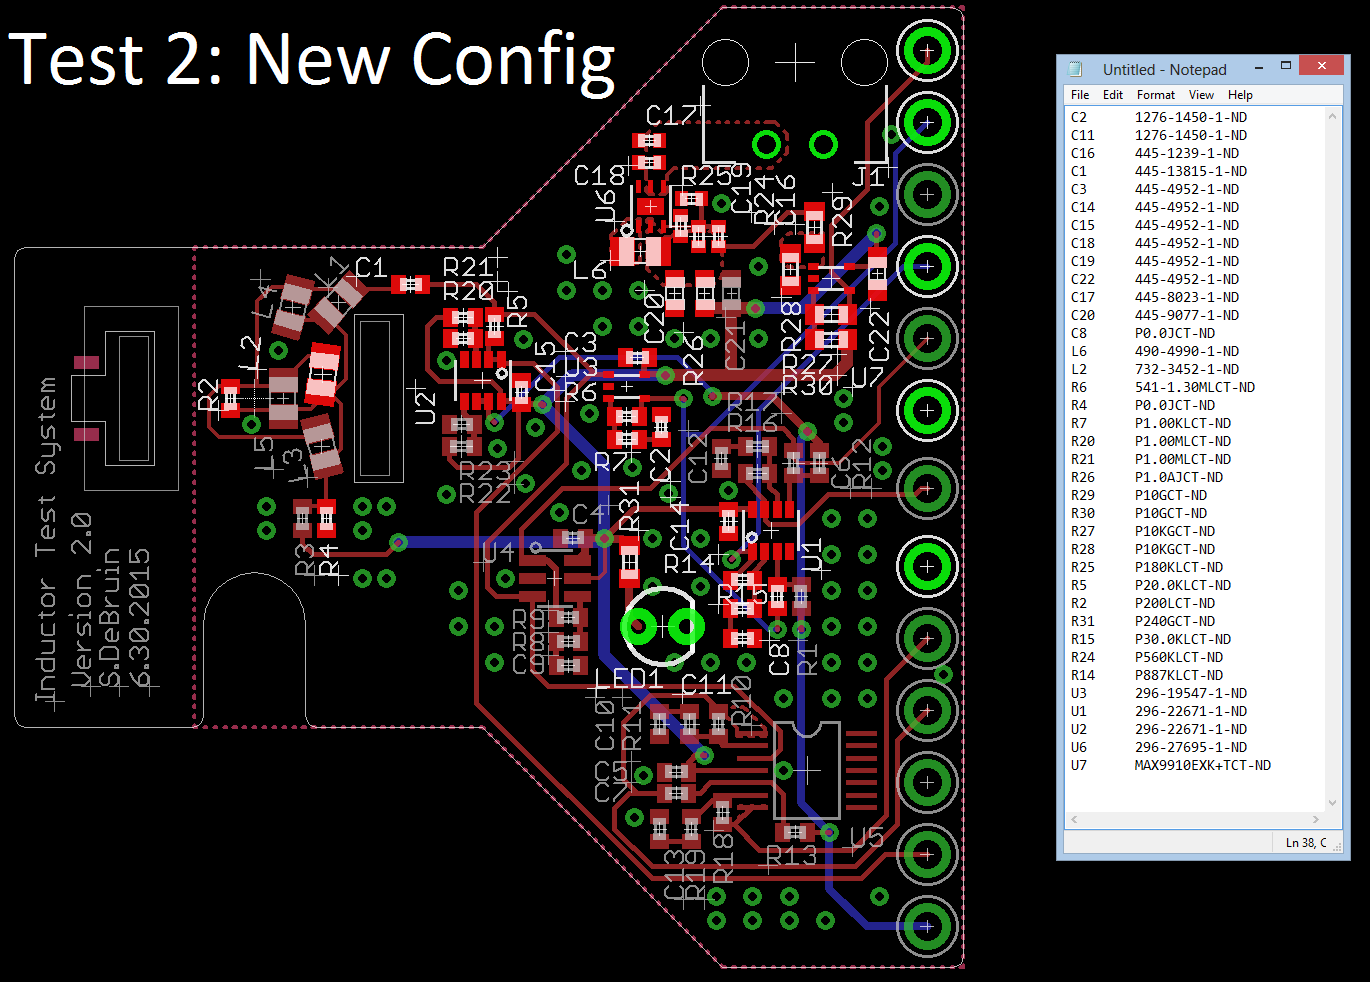 Test 2: New Config
C17
C18
R25
C19
R24
C16
J1
U6
R29
L6
C1
R21
R20
R5
L4
L2
C20
C21
R28
C22
C3
U3
R6
C15
R26
R27
R30
U7
R2
U2
R17
R16
L5
L3
R23
R22
R7
C2
C12
C6
R12
R3
R4
C4
U4
R31
C14
U1
R14
R15
R9
R8
C9
C8
R1
LED1
C11
R10
C10
R11
U5
C13
R19
R18
R13
Inductor Test System
Version 2.0
S.DeBruin
6.30.2015
Untitled - Notepad
File Edit Format View Help
C2 1276-1450-1-ND
C11 1276-1450-1-ND
C16 445-1239-1-ND
C1 445-13815-1-ND
C3 445-4952-1-ND
C14 445-4952-1-ND
C15 445-4952-1-ND
C18 445-4952-1-ND
C19 445-4952-1-ND
C22 445-4952-1-ND
C17 445-8023-1-ND
C20 445-9077-1-ND
C8 P0.0JCT-ND
L6 490-4990-1-ND
L2 732-3452-1-ND
R6 541-1.30MLCT-ND
R4 P0.0JCT-ND
R7 P1.00KLCT-ND
R20 P1.00MLCT-ND
R21 P1.00MLCT-ND
R26 P1.0AJCT-ND
R29 P10GCT-ND
R30 P10GCT-ND
R27 P10KGCT-ND
R28 P10KGCT-ND
R25 P180KLCT-ND
R5 P20.0KLCT-ND
R2 P200LCT-ND
R31 P240GCT-ND
R15 P30.0KLCT-ND
R24 P560KLCT-ND
R14 P887KLCT-ND
U3 296-19547-1-ND
U1 296-22671-1-ND
U2 296-22671-1-ND
U6 296-27695-1-ND
U7 MAX9910EXK+TCT-ND
Ln 38, C